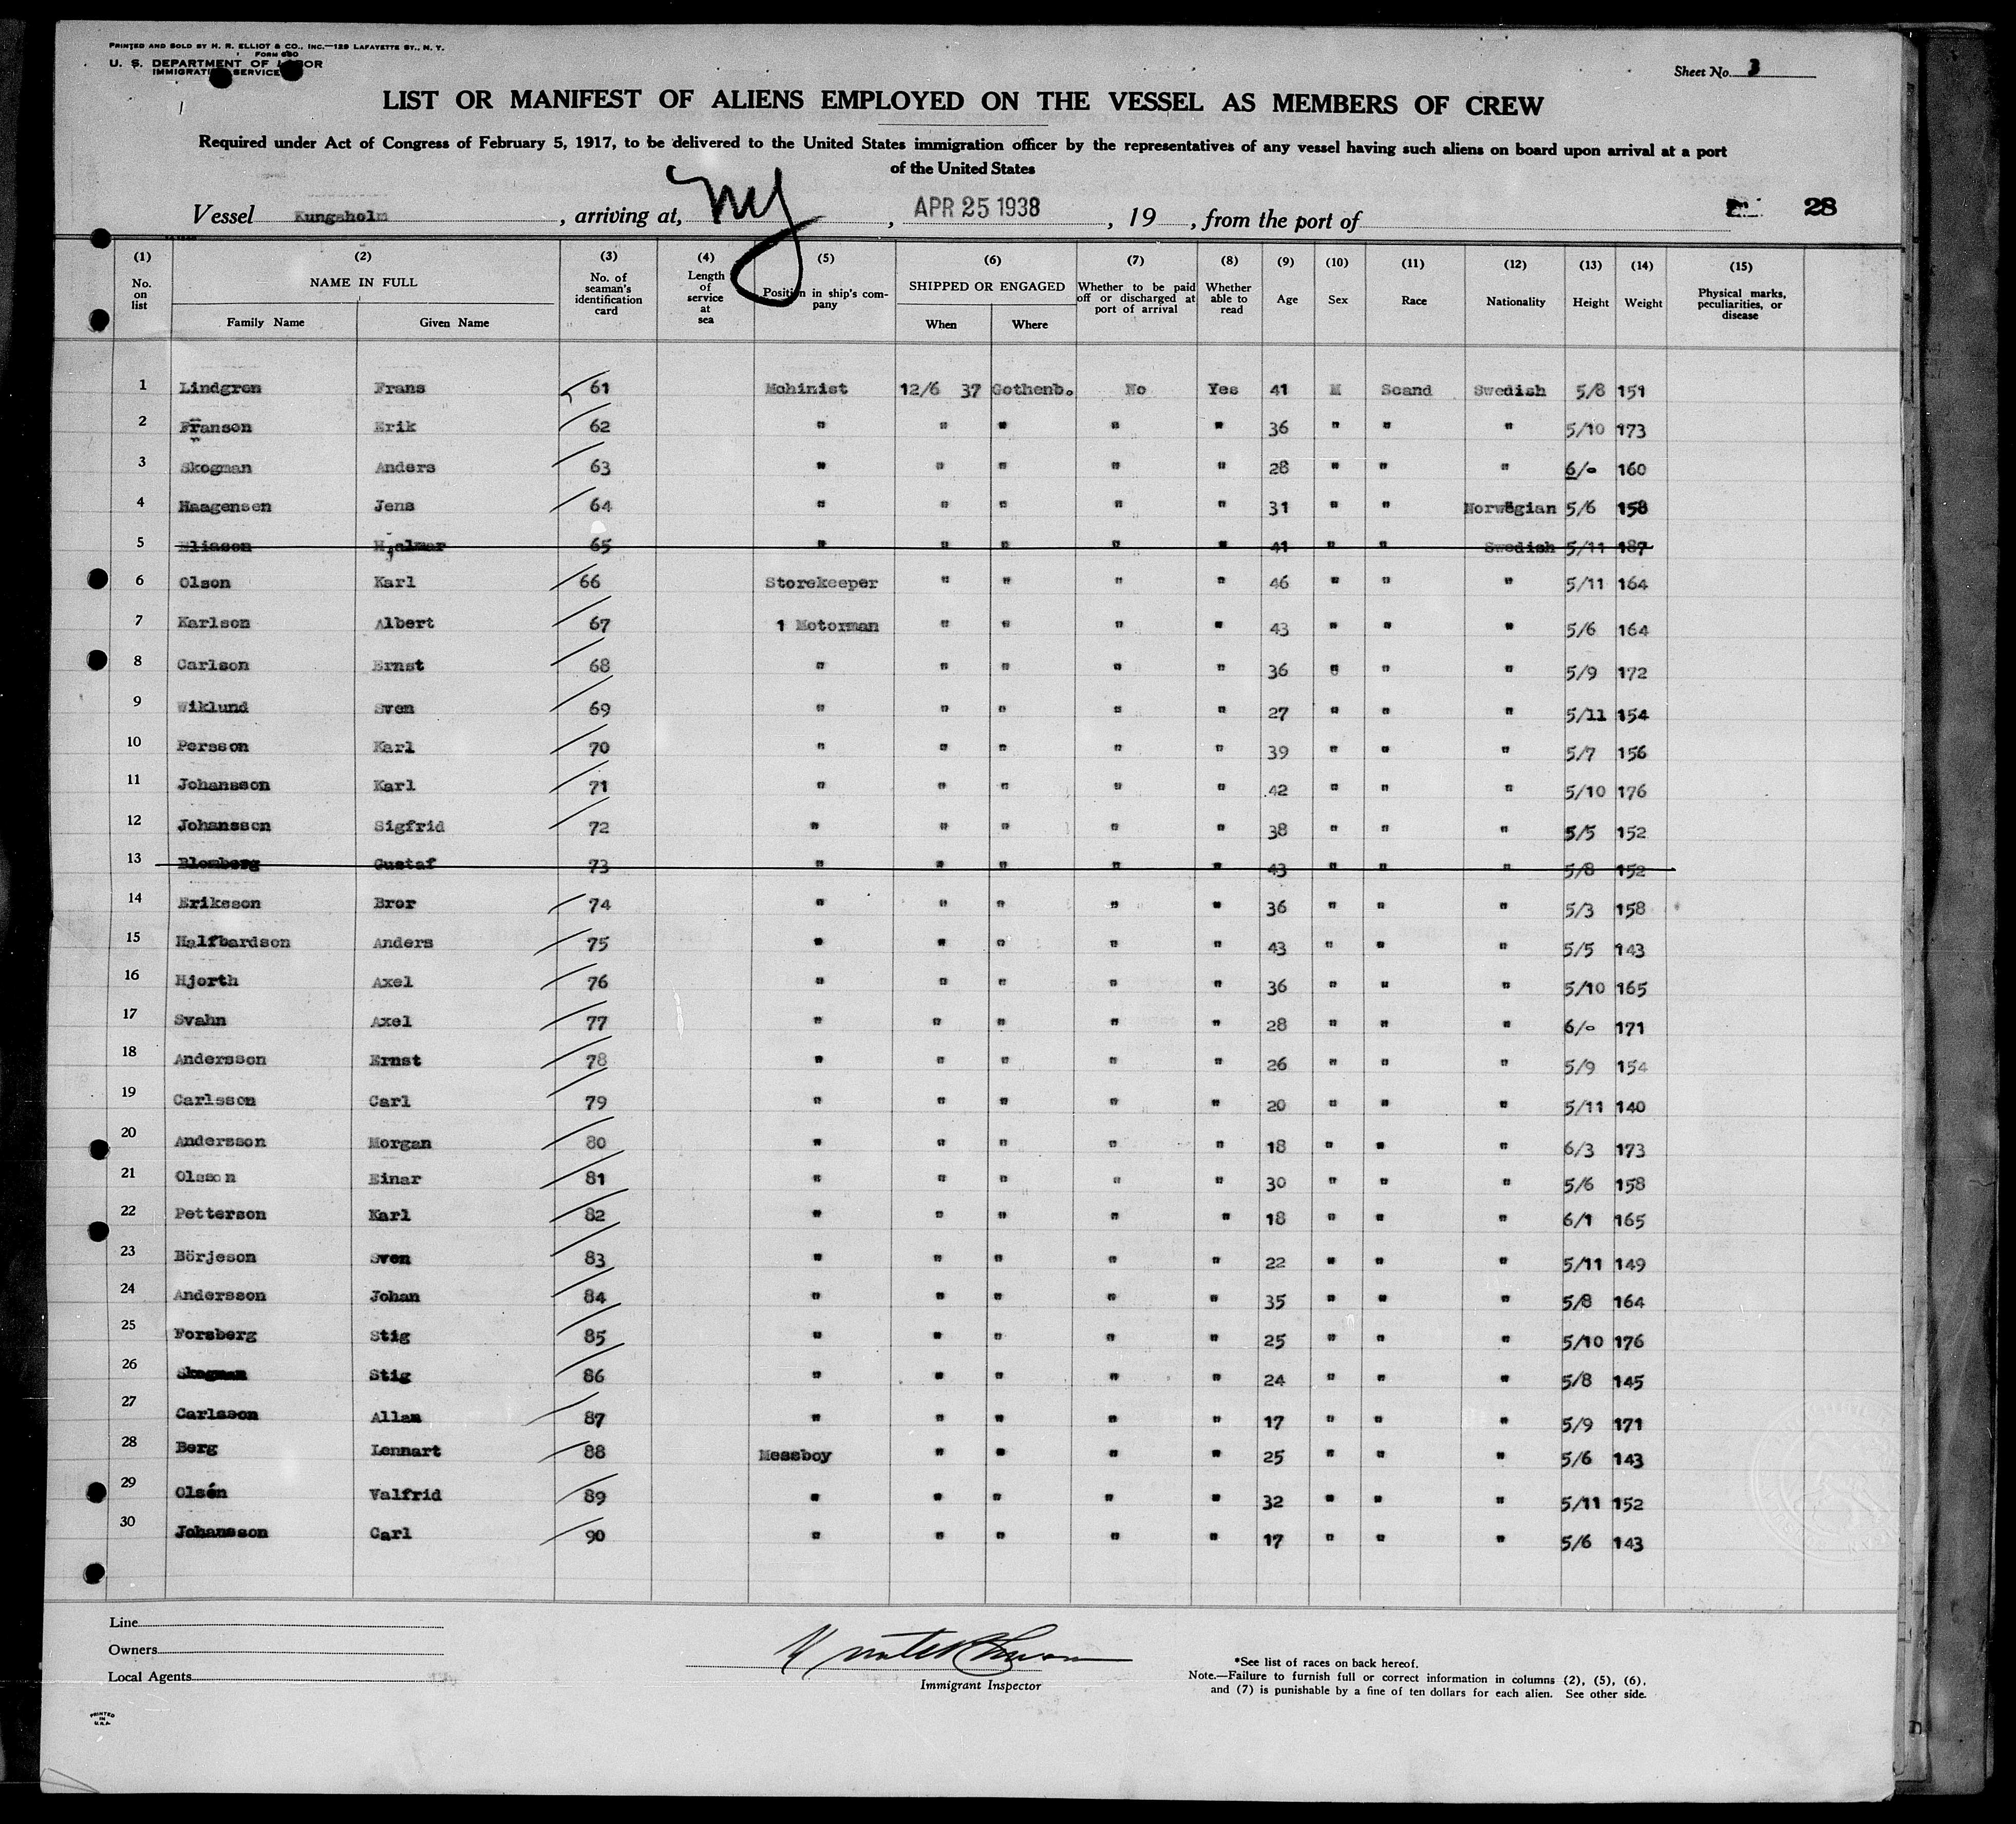 PRINTED AND SOLD BY H. R. ELLIOT & CO., INC.—129 LAFAYETTE ST., N. Y.
FORM 680
U. S. DEPARTMENT OF LABOR
IMMIGRATION SERVICE
Sheet No. 3
LIST OR MANIFEST OF ALIENS EMPLOYED ON THE VESSEL AS MEMBERS OF CREW
Required under Act of Congress of February 5, 1917, to be delivered to the United States immigration officer by the representatives of any vessel having such aliens on board upon arrival at a port
of the United States
Vessel Kungsholm, arriving at, NY, APR 25 1938, 19 , from the port of 28
(1) No. on list (2) NAME IN FULL Family Name Given Name (3) No. of seaman's identification card (4) Length of service at sea (5) Position in ship's company (6) SHIPPED OR ENGAGED When Where (7) Whether to be paid off or discharged at port of arrival (8) Whether able to read (9) Age (10) Sex (11) Race (12) Nationality (13) Height (14) Weight (15) Physical marks, peculiarities, or disease
1 Lindgren Frans 61 Mchinist 12/6 37 Gothenb. No Yes 41 M Scand Swedish 5/8 151
2 Franson Erik 62 " " " " " 36 " " " 5/10 173
3 Skogman Anders 63 " " " " " 28 " " " 6/- 160
4 Haagensen Jens 64 " " " " " 31 " " Norwegian 5/6 158
5 Eliason Hjalmar 65 " " " " " 41 " " Swedish 5/11 187
6 Olson Karl 66 Storekeeper " " " " 46 " " " 5/11 164
7 Karlson Albert 67 1 Motorman " " " " 43 " " " 5/6 164
8 Carlson Ernst 68 " " " " " 36 " " " 5/9 172
9 Wiklund Sven 69 " " " " " 27 " " " 5/11 154
10 Persson Karl 70 " " " " " 39 " " " 5/7 156
11 Johansson Karl 71 " " " " " 42 " " " 5/10 176
12 Johansson Sigfrid 72 " " " " " 38 " " " 5/5 152
13 Blomberg Gustaf 73 " " " " " 43 " " " 5/8 152
14 Eriksson Bror 74 " " " " " 36 " " " 5/3 158
15 Halfbardson Anders 75 " " " " " 43 " " " 5/5 143
16 Hjorth Axel 76 " " " " " 36 " " " 5/10 165
17 Svahn Axel 77 " " " " " 28 " " " 6/- 171
18 Andersson Ernst 78 " " " " " 26 " " " 5/9 154
19 Carlsson Carl 79 " " " " " 20 " " " 5/11 140
20 Andersson Morgan 80 " " " " " 18 " " " 6/3 173
21 Olsson Einar 81 " " " " " 30 " " " 5/6 158
22 Petterson Karl 82 " " " " " 18 " " " 6/1 165
23 Börjeson Sven 83 " " " " " 22 " " " 5/11 149
24 Andersson Johan 84 " " " " " 35 " " " 5/8 164
25 Forsberg Stig 85 " " " " " 25 " " " 5/10 176
26 Skogman Stig 86 " " " " " 24 " " " 5/8 145
27 Carlsson Allan 87 " " " " " 17 " " " 5/9 171
28 Berg Lennart 88 Messboy " " " " 25 " " " 5/6 143
29 Olsén Valfrid 89 " " " " " 32 " " " 5/11 152
30 Johansson Carl 90 " " " " " 17 " " " 5/6 143
Line
Owners
Local Agents
Immigrant Inspector
*See list of races on back hereof.
Note.—Failure to furnish full or correct information in columns (2), (5), (6),
and (7) is punishable by a fine of ten dollars for each alien. See other side.
PRINTED
IN
U.S.A.